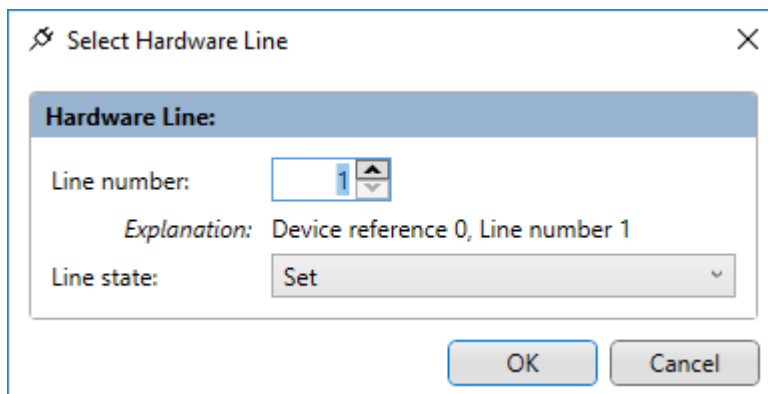 Select Hardware Line
Hardware Line:
Line number: 1
Explanation: Device reference 0, Line number 1
Line state: Set
OK Cancel